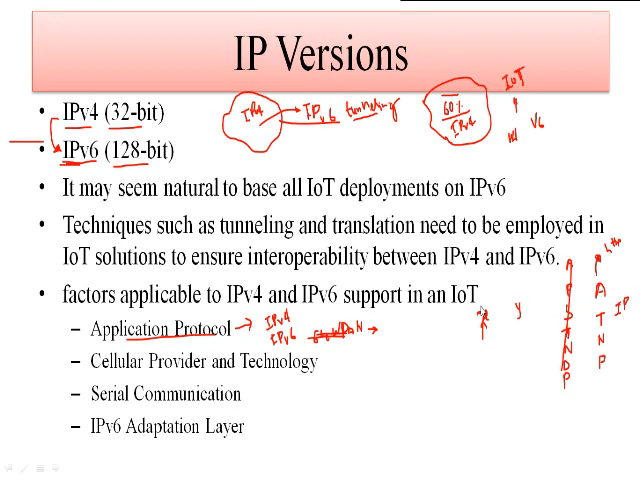 IP Versions
• IPv4 (32-bit)
IPv4 → IPv6 tunneling
60%
IPv4
IoT
V6
• IPv6 (128-bit)
• It may seem natural to base all IoT deployments on IPv6
• Techniques such as tunneling and translation need to be employed in
IoT solutions to ensure interoperability between IPv4 and IPv6.
• factors applicable to IPv4 and IPv6 support in an IoT
– Application Protocol → IPv4
IPv6
– Cellular Provider and Technology
– Serial Communication
– IPv6 Adaptation Layer
y
A
P
S
T
N
D
P
A
T
N
P
IP